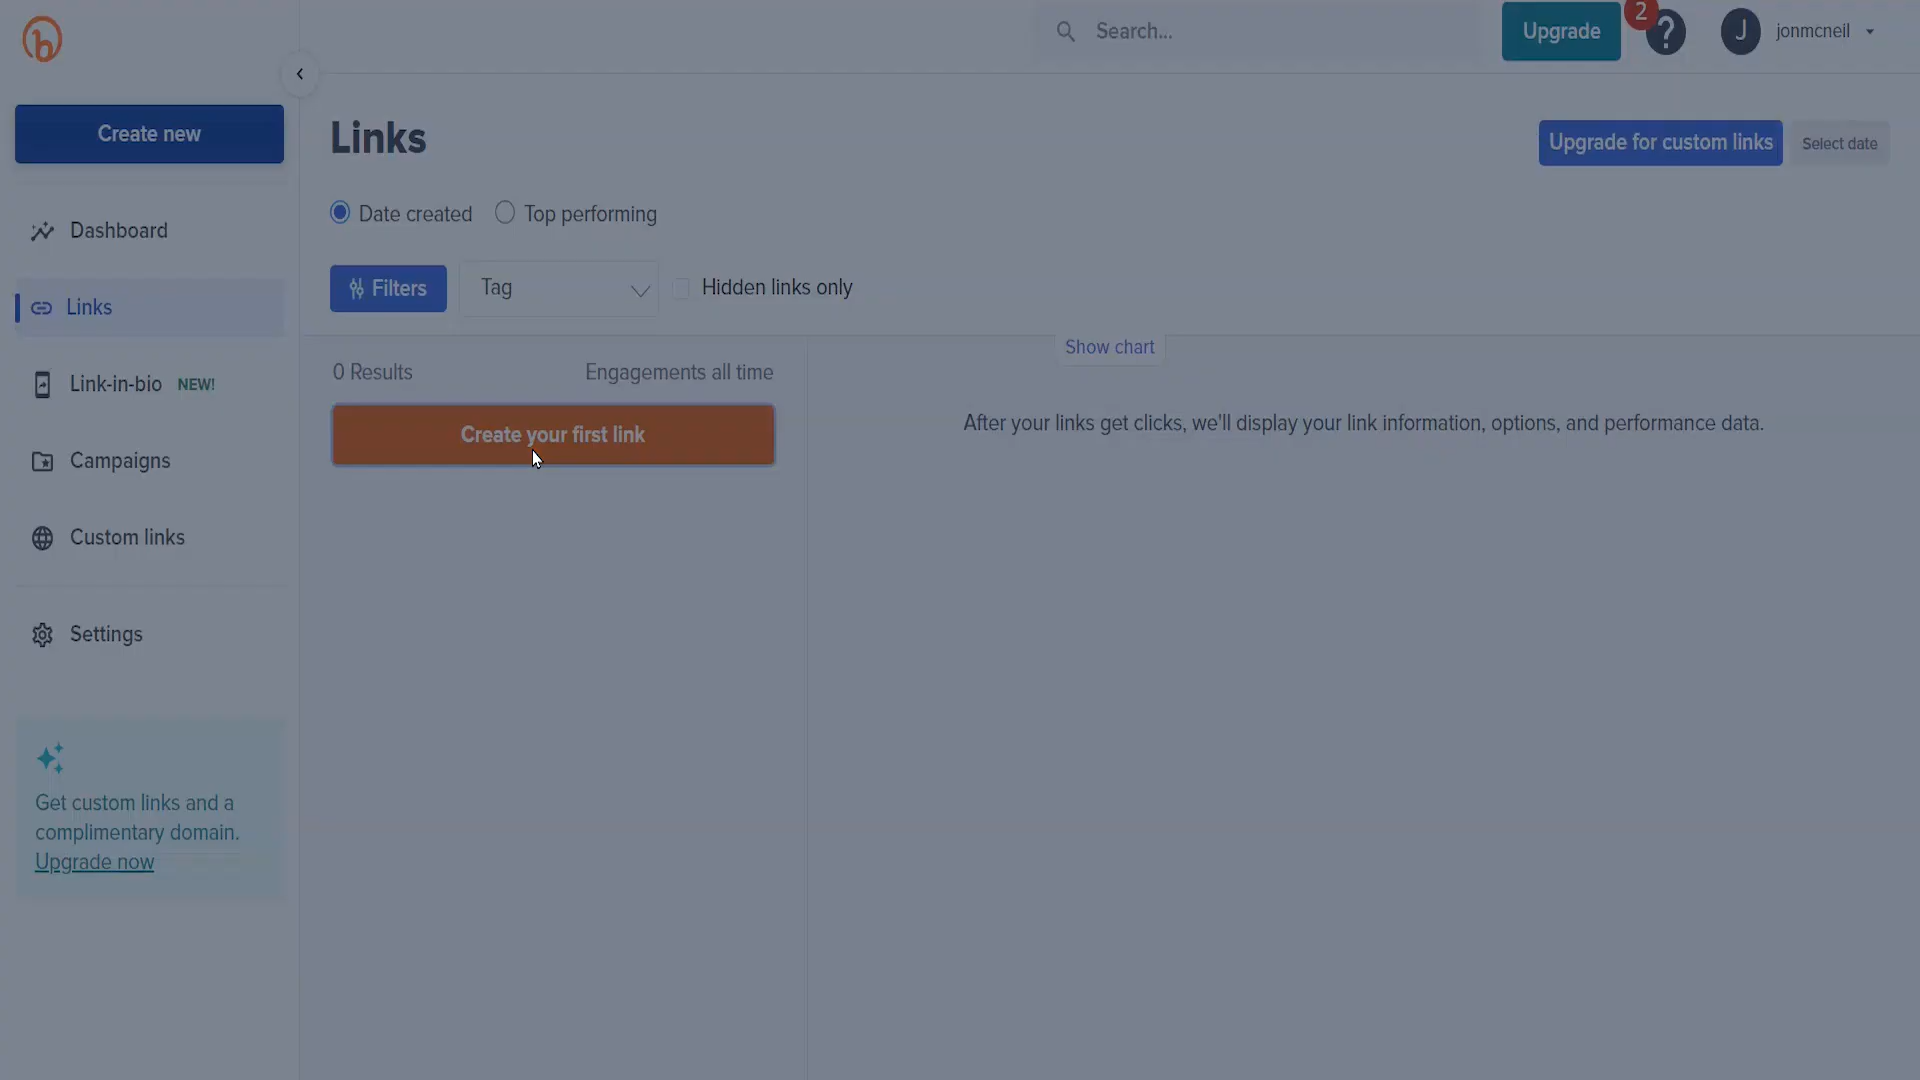 b
Search...
Upgrade
2
?
J
jonmcneil
Create new
Links
Upgrade for custom links
Select date
Date created
Top performing
Dashboard
Filters
Tag
Hidden links only
Links
Show chart
0 Results
Engagements all time
Link-in-bio NEW!
Create your first link
After your links get clicks, we'll display your link information, options, and performance data.
Campaigns
Custom links
Settings
Get custom links and a
complimentary domain.
Upgrade now